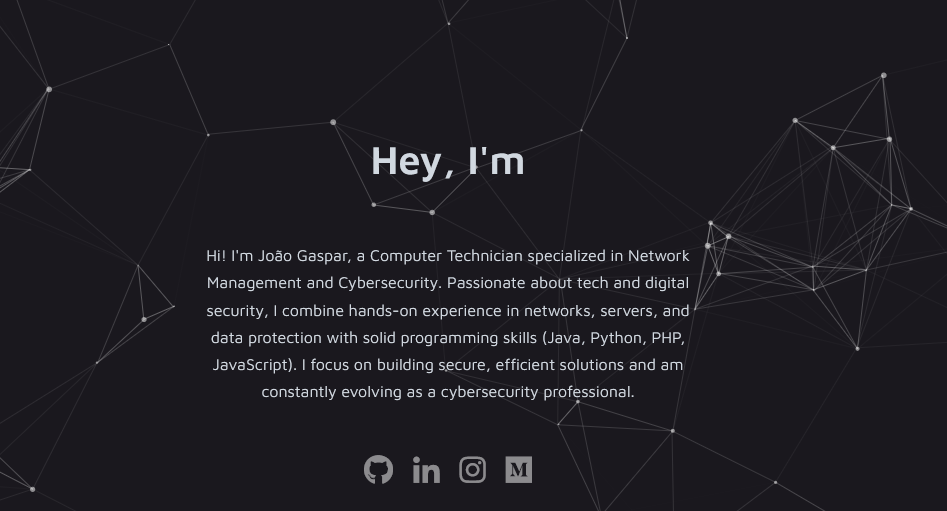 Hey, I'm
Hi! I'm João Gaspar, a Computer Technician specialized in Network
Management and Cybersecurity. Passionate about tech and digital
security, I combine hands-on experience in networks, servers, and
data protection with solid programming skills (Java, Python, PHP,
JavaScript). I focus on building secure, efficient solutions and am
constantly evolving as a cybersecurity professional.